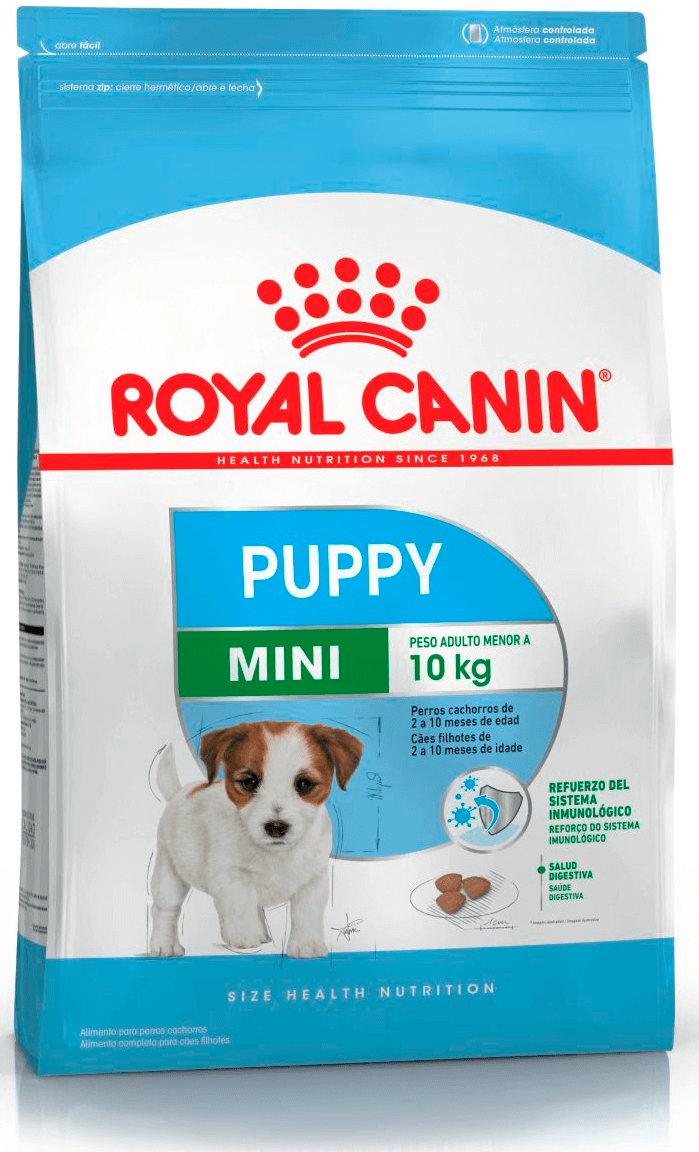 abre fácil
Atmósfera controlada
Atmosfera controlada
sistema zip: cierre hermético/abre e fecha
ROYAL CANIN®
HEALTH NUTRITION SINCE 1968
PUPPY
MINI
PESO ADULTO MENOR A
10 kg
Perros cachorros de
2 a 10 meses de edad
Cães filhotes de
2 a 10 meses de idade
REFUERZO DEL
SISTEMA
INMUNOLÓGICO
REFORÇO DO SISTEMA
IMUNOLÓGICO
SALUD
DIGESTIVA
SAÚDE
DIGESTIVA
1cm
SIZE HEALTH NUTRITION
Alimento para perros cachorros
Alimento completo para cães filhotes